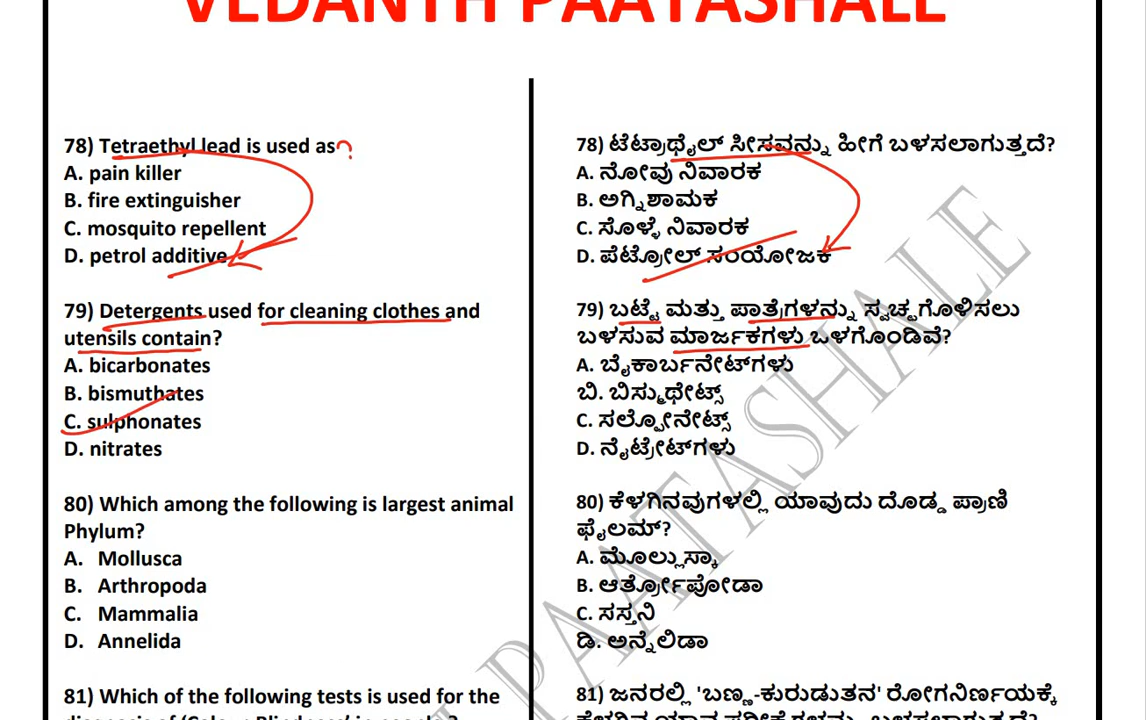 VEDANTH PAATASHALE
78) Tetraethyl lead is used as?
A. pain killer
B. fire extinguisher
C. mosquito repellent
D. petrol additive
79) Detergents used for cleaning clothes and
utensils contain?
A. bicarbonates
B. bismuthates
C. sulphonates
D. nitrates
80) Which among the following is largest animal
Phylum?
A. Mollusca
B. Arthropoda
C. Mammalia
D. Annelida
81) Which of the following tests is used for the
78) ಟೆಟ್ರಾಥೈಲ್ ಸೀಸವನ್ನು ಹೀಗೆ ಬಳಸಲಾಗುತ್ತದೆ?
A. ನೋವು ನಿವಾರಕ
B. ಅಗ್ನಿಶಾಮಕ
C. ಸೊಳ್ಳೆ ನಿವಾರಕ
D. ಪೆಟ್ರೋಲ್ ಸಂಯೋಜಕ
79) ಬಟ್ಟೆ ಮತ್ತು ಪಾತ್ರೆಗಳನ್ನು ಸ್ವಚ್ಛಗೊಳಿಸಲು
ಬಳಸುವ ಮಾರ್ಜಕಗಳು ಒಳಗೊಂಡಿವೆ?
A. ಬೈಕಾರ್ಬನೇಟ್‌ಗಳು
ಬಿ. ಬಿಸ್ಮುಥೇಟ್ಸ್
C. ಸಲ್ಫೋನೇಟ್ಸ್
D. ನೈಟ್ರೇಟ್‌ಗಳು
80) ಕೆಳಗಿನವುಗಳಲ್ಲಿ ಯಾವುದು ದೊಡ್ಡ ಪ್ರಾಣಿ
ಫೈಲಮ್?
A. ಮೊಲ್ಲುಸ್ಕಾ
B. ಆರ್ತ್ರೋಪೋಡಾ
C. ಸಸ್ತನಿ
ಡಿ. ಅನ್ನೆಲಿಡಾ
81) ಜನರಲ್ಲಿ 'ಬಣ್ಣ-ಕುರುಡುತನ' ರೋಗನಿರ್ಣಯಕ್ಕೆ
PAATASHALE